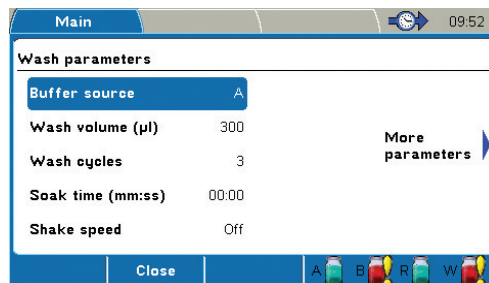 Main 09:52
Wash parameters
Buffer source A
Wash volume (µl) 300
Wash cycles 3
Soak time (mm:ss) 00:00
Shake speed Off
More
parameters
Close A B R W